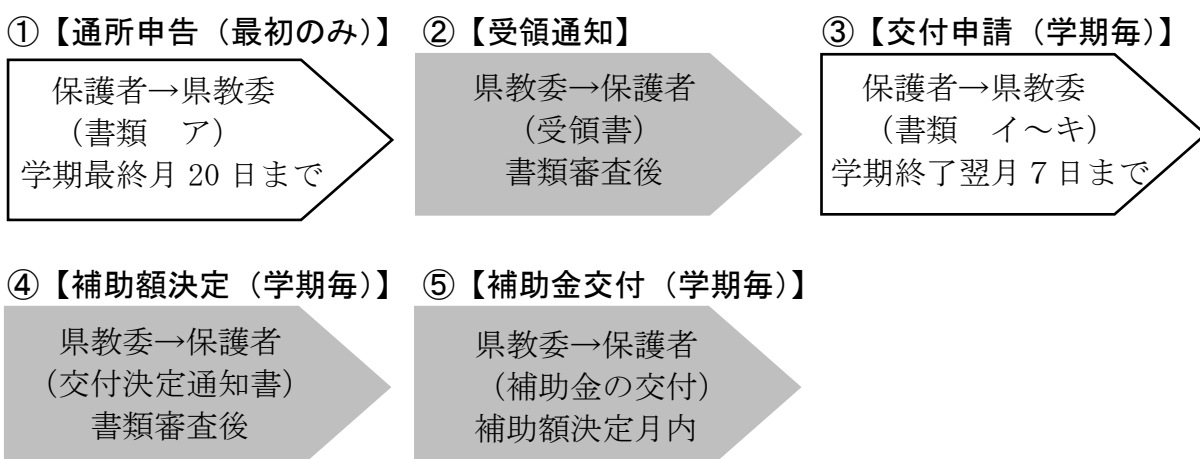 ①【通所申告（最初のみ）】
保護者→県教委
（書類　ア）
学期最終月 20 日まで
②【受領通知】
県教委→保護者
（受領書）
書類審査後
③【交付申請（学期毎）】
保護者→県教委
（書類　イ～キ）
学期終了翌月７日まで
④【補助額決定（学期毎）】
県教委→保護者
（交付決定通知書）
書類審査後
⑤【補助金交付（学期毎）】
県教委→保護者
（補助金の交付）
補助額決定月内